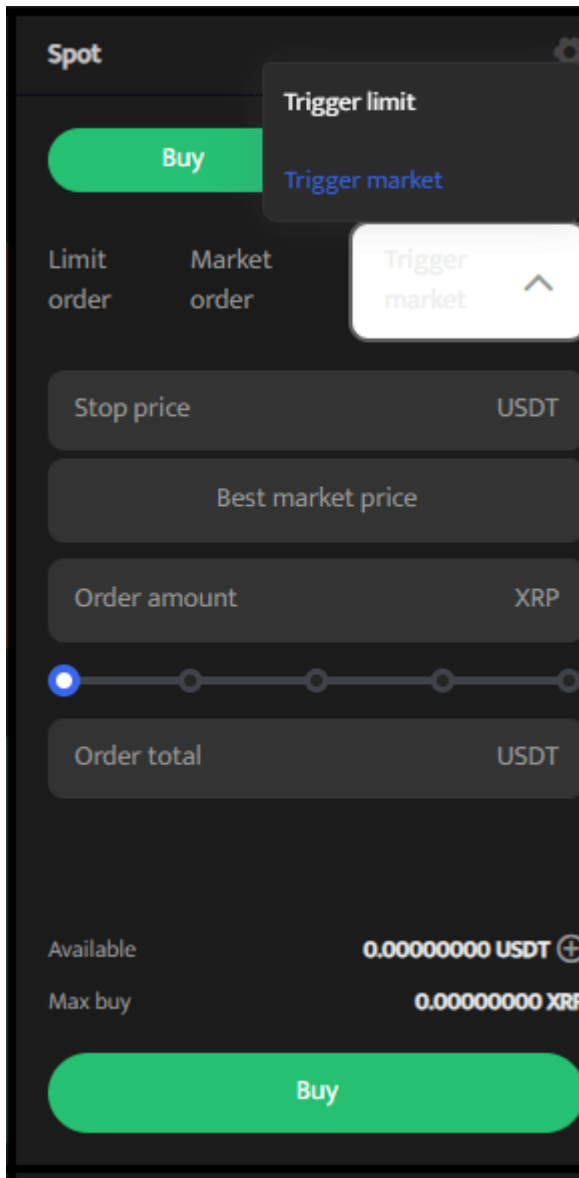 Spot
Trigger limit
Buy
Trigger market
Limit
order
Market
order
Trigger
market
Stop price USDT
Best market price
Order amount XRP
Order total USDT
Available 0.00000000 USDT
Max buy 0.00000000 XRP
Buy